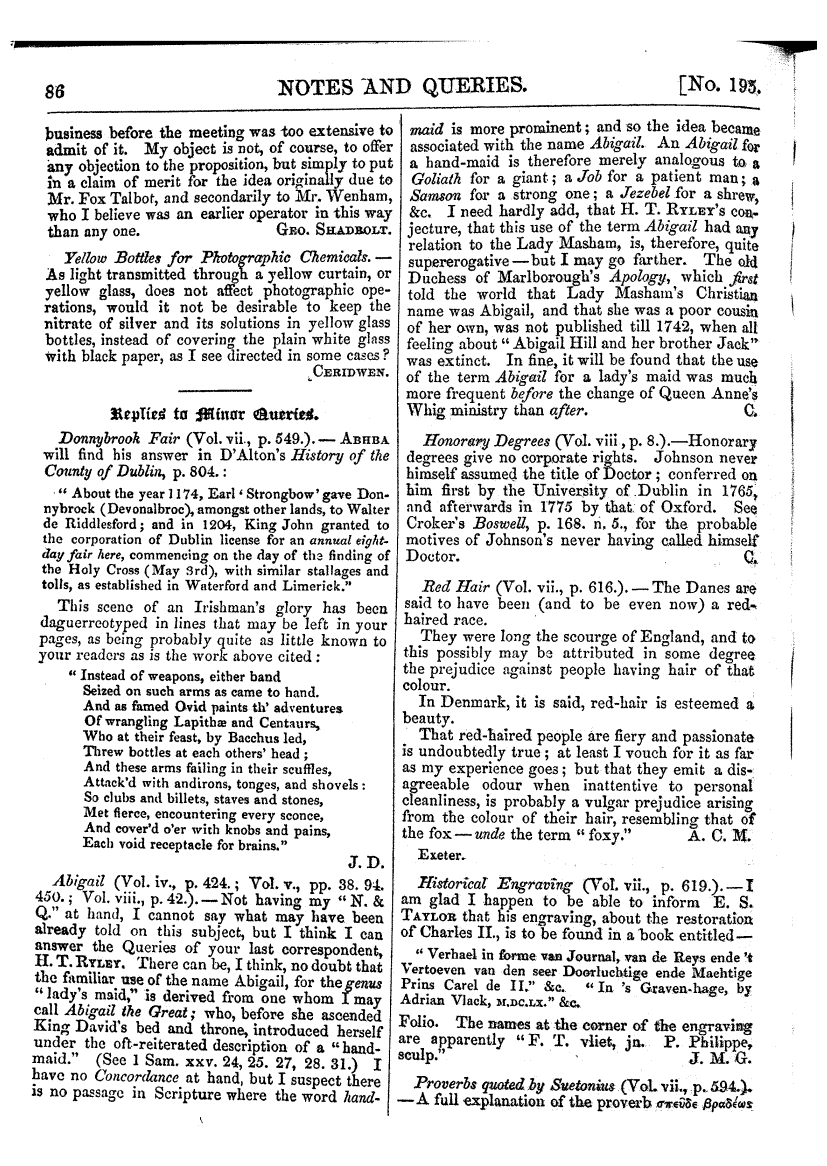 86 NOTES AND QUERIES. [No. 195.
business before the meeting was too extensive to
admit of it. My object is not, of course, to offer
any objection to the proposition, but simply to put
in a claim of merit for the idea originally due to
Mr. Fox Talbot, and secondarily to Mr. Wenham,
who I believe was an earlier operator in this way
than any one. GEO. SHADBOLT.
Yellow Bottles for Photographic Chemicals. —
As light transmitted through a yellow curtain, or
yellow glass, does not affect photographic ope-
rations, would it not be desirable to keep the
nitrate of silver and its solutions in yellow glass
bottles, instead of covering the plain white glass
with black paper, as I see directed in some cases?
CERIDWEN.
Replies to Minor Queries.
Donnybrook Fair (Vol. vii., p. 549.).— ABHBA
will find his answer in D'Alton's History of the
County of Dublin, p. 804.:
" About the year 1174, Earl ' Strongbow' gave Don-
nybrook (Devonalbroc), amongst other lands, to Walter
de Riddlesford; and in 1204, King John granted to
the corporation of Dublin license for an annual eight-
day fair here, commencing on the day of the finding of
the Holy Cross (May 3rd), with similar stallages and
tolls, as established in Waterford and Limerick."
This scene of an Irishman's glory has been
daguerreotyped in lines that may be left in your
pages, as being probably quite as little known to
your readers as is the work above cited:
" Instead of weapons, either band
Seized on such arms as came to hand.
And as famed Ovid paints th' adventures
Of wrangling Lapithæ and Centaurs,
Who at their feast, by Bacchus led,
Threw bottles at each others' head;
And these arms failing in their scuffles,
Attack'd with andirons, tonges, and shovels:
So clubs and billets, staves and stones,
Met fierce, encountering every sconce,
And cover'd o'er with knobs and pains,
Each void receptacle for brains."
J. D.
Abigail (Vol. iv., p. 424.; Vol. v., pp. 38. 94.
450.; Vol. viii., p. 42.).—Not having my " N. &
Q." at hand, I cannot say what may have been
already told on this subject, but I think I can
answer the Queries of your last correspondent,
H. T. RYLEY. There can be, I think, no doubt that
the familiar use of the name Abigail, for the genus
" lady's maid," is derived from one whom I may
call Abigail the Great; who, before she ascended
King David's bed and throne, introduced herself
under the oft-reiterated description of a " hand-
maid." (See 1 Sam. xxv. 24, 25. 27, 28. 31.) I
have no Concordance at hand, but I suspect there
is no passage in Scripture where the word hand-
maid is more prominent; and so the idea became
associated with the name Abigail. An Abigail for
a hand-maid is therefore merely analogous to a
Goliath for a giant; a Job for a patient man; a
Samson for a strong one; a Jezebel for a shrew,
&c. I need hardly add, that H. T. RYLEY's con-
jecture, that this use of the term Abigail had any
relation to the Lady Masham, is, therefore, quite
supererogative—but I may go farther. The old
Duchess of Marlborough's Apology, which first
told the world that Lady Masham's Christian
name was Abigail, and that she was a poor cousin
of her own, was not published till 1742, when all
feeling about " Abigail Hill and her brother Jack"
was extinct. In fine, it will be found that the use
of the term Abigail for a lady's maid was much
more frequent before the change of Queen Anne's
Whig ministry than after. C.
Honorary Degrees (Vol. viii, p. 8.).—Honorary
degrees give no corporate rights. Johnson never
himself assumed the title of Doctor; conferred on
him first by the University of Dublin in 1765,
and afterwards in 1775 by that of Oxford. See
Croker's Boswell, p. 168. n. 5., for the probable
motives of Johnson's never having called himself
Doctor. C.
Red Hair (Vol. vii., p. 616.).—The Danes are
said to have been (and to be even now) a red-
haired race.
They were long the scourge of England, and to
this possibly may be attributed in some degree
the prejudice against people having hair of that
colour.
In Denmark, it is said, red-hair is esteemed a
beauty.
That red-haired people are fiery and passionate
is undoubtedly true; at least I vouch for it as far
as my experience goes; but that they emit a dis-
agreeable odour when inattentive to personal
cleanliness, is probably a vulgar prejudice arising
from the colour of their hair, resembling that of
the fox—unde the term " foxy." A. C. M.
Exeter.
Historical Engraving (Vol. vii., p. 619.).—I
am glad I happen to be able to inform E. S.
TAYLOR that his engraving, about the restoration
of Charles II., is to be found in a book entitled—
" Verhael in forme van Journal, van de Reys ende 't
Vertoeven van den seer Doorluchtige ende Machtige
Prins Carel de II." &c. " In 's Graven-hage, by
Adrian Vlack, M.DC.LX." &c.
Folio. The names at the corner of the engraving
are apparently " F. T. vliet, jn. P. Philippe,
sculp." J. M. G.
Proverbs quoted by Suetonius (Vol. vii., p. 594.).
—A full explanation of the proverb σπεῦδε βραδέως